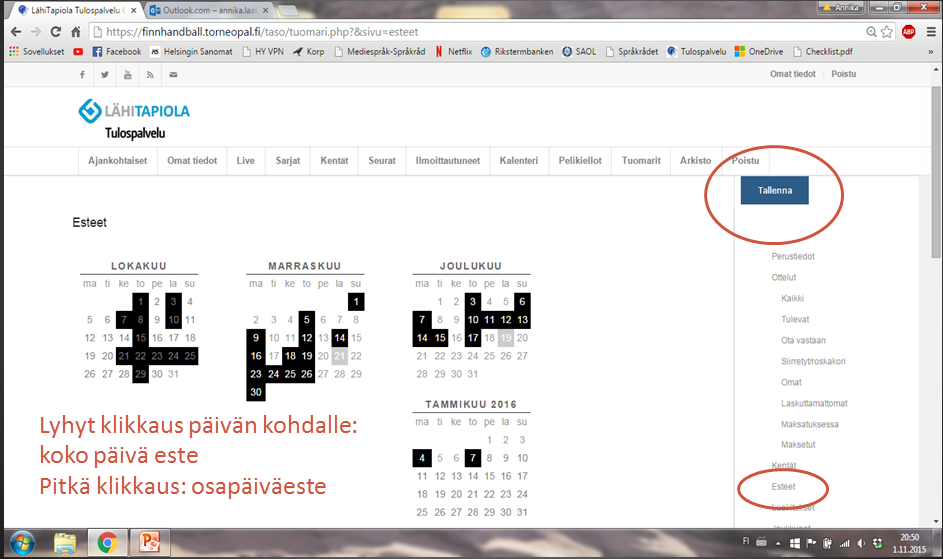 LähiTapiola Tulospalvelu ( × Outlook.com – annika.laa × Annika
https://finnhandball.torneopal.fi/taso/tuomari.php?&sivu=esteet ABP
Sovellukset Facebook HS Helsingin Sanomat HY VPN Korp Mediespråk-Språkråd N Netflix Rikstermbanken SAOL Språkrådet Tulospalvelu OneDrive Checklist.pdf »
Omat tiedot Poistu
LÄHITAPIOLA
Tulospalvelu
Ajankohtaiset Omat tiedot Live Sarjat Kentät Seurat Ilmoittautuneet Kalenteri Pelikiellot Tuomarit Arkisto Poistu
Tallenna
Esteet
LOKAKUU
ma ti ke to pe la su
1 2 3 4
5 6 7 8 9 10 11
12 13 14 15 16 17 18
19 20 21 22 23 24 25
26 27 28 29 30 31
MARRASKUU
ma ti ke to pe la su
1
2 3 4 5 6 7 8
9 10 11 12 13 14 15
16 17 18 19 20 21 22
23 24 25 26 27 28 29
30
JOULUKUU
ma ti ke to pe la su
1 2 3 4 5 6
7 8 9 10 11 12 13
14 15 16 17 18 19 20
21 22 23 24 25 26 27
28 29 30 31
TAMMIKUU 2016
ma ti ke to pe la su
1 2 3
4 5 6 7 8 9 10
11 12 13 14 15 16 17
18 19 20 21 22 23 24
25 26 27 28 29 30 31
Lyhyt klikkaus päivän kohdalle:
koko päivä este
Pitkä klikkaus: osapäiväeste
Perustiedot
Ottelut
Kaikki
Tulevat
Ota vastaan
Siirretyt/roskakori
Omat
Laskuttamattomat
Maksatuksessa
Maksetut
Kentät
Esteet
Luokitukset
Joukkueet
FI 20:50
1.11.2015